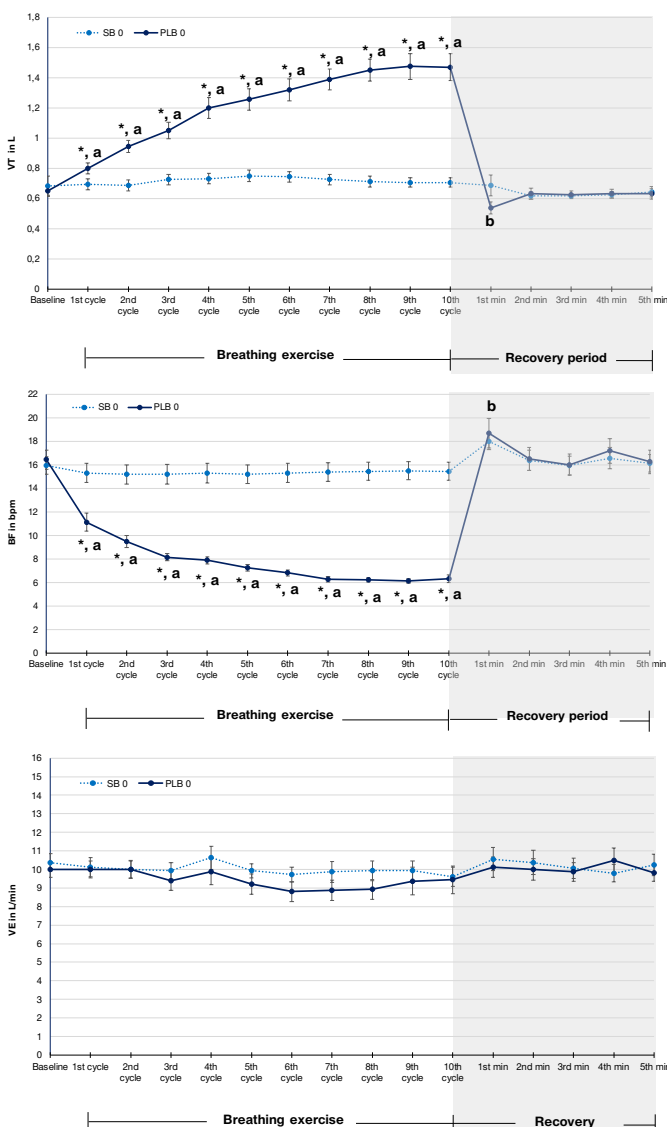 1,8
SB 0 PLB 0
1,6
*, a *, a *, a
*, a
1,4
*, a
*, a
*, a
1,2
*, a
*, a
1
VT in L
*, a
0,8
0,6
0,4
b
0,2
0
Baseline 1st cycle 2nd cycle 3rd cycle 4th cycle 5th cycle 6th cycle 7th cycle 8th cycle 9th cycle 10th cycle 1st min 2nd min 3rd min 4th min 5th min
Breathing exercise Recovery period
22
SB 0 PLB 0
b
20
18
16
14
12
BF in bpm
10
8
6
4
2
0
*, a *, a *, a *, a *, a *, a *, a *, a *, a *, a
Baseline 1st cycle 2nd cycle 3rd cycle 4th cycle 5th cycle 6th cycle 7th cycle 8th cycle 9th cycle 10th cycle 1st min 2nd min 3rd min 4th min 5th min
Breathing exercise Recovery period
16
15
SB 0 PLB 0
14
13
12
11
10
9
VE in L/min
8
7
6
5
4
3
2
1
0
Baseline 1st cycle 2nd cycle 3rd cycle 4th cycle 5th cycle 6th cycle 7th cycle 8th cycle 9th cycle 10th cycle 1st min 2nd min 3rd min 4th min 5th min
Breathing exercise Recovery